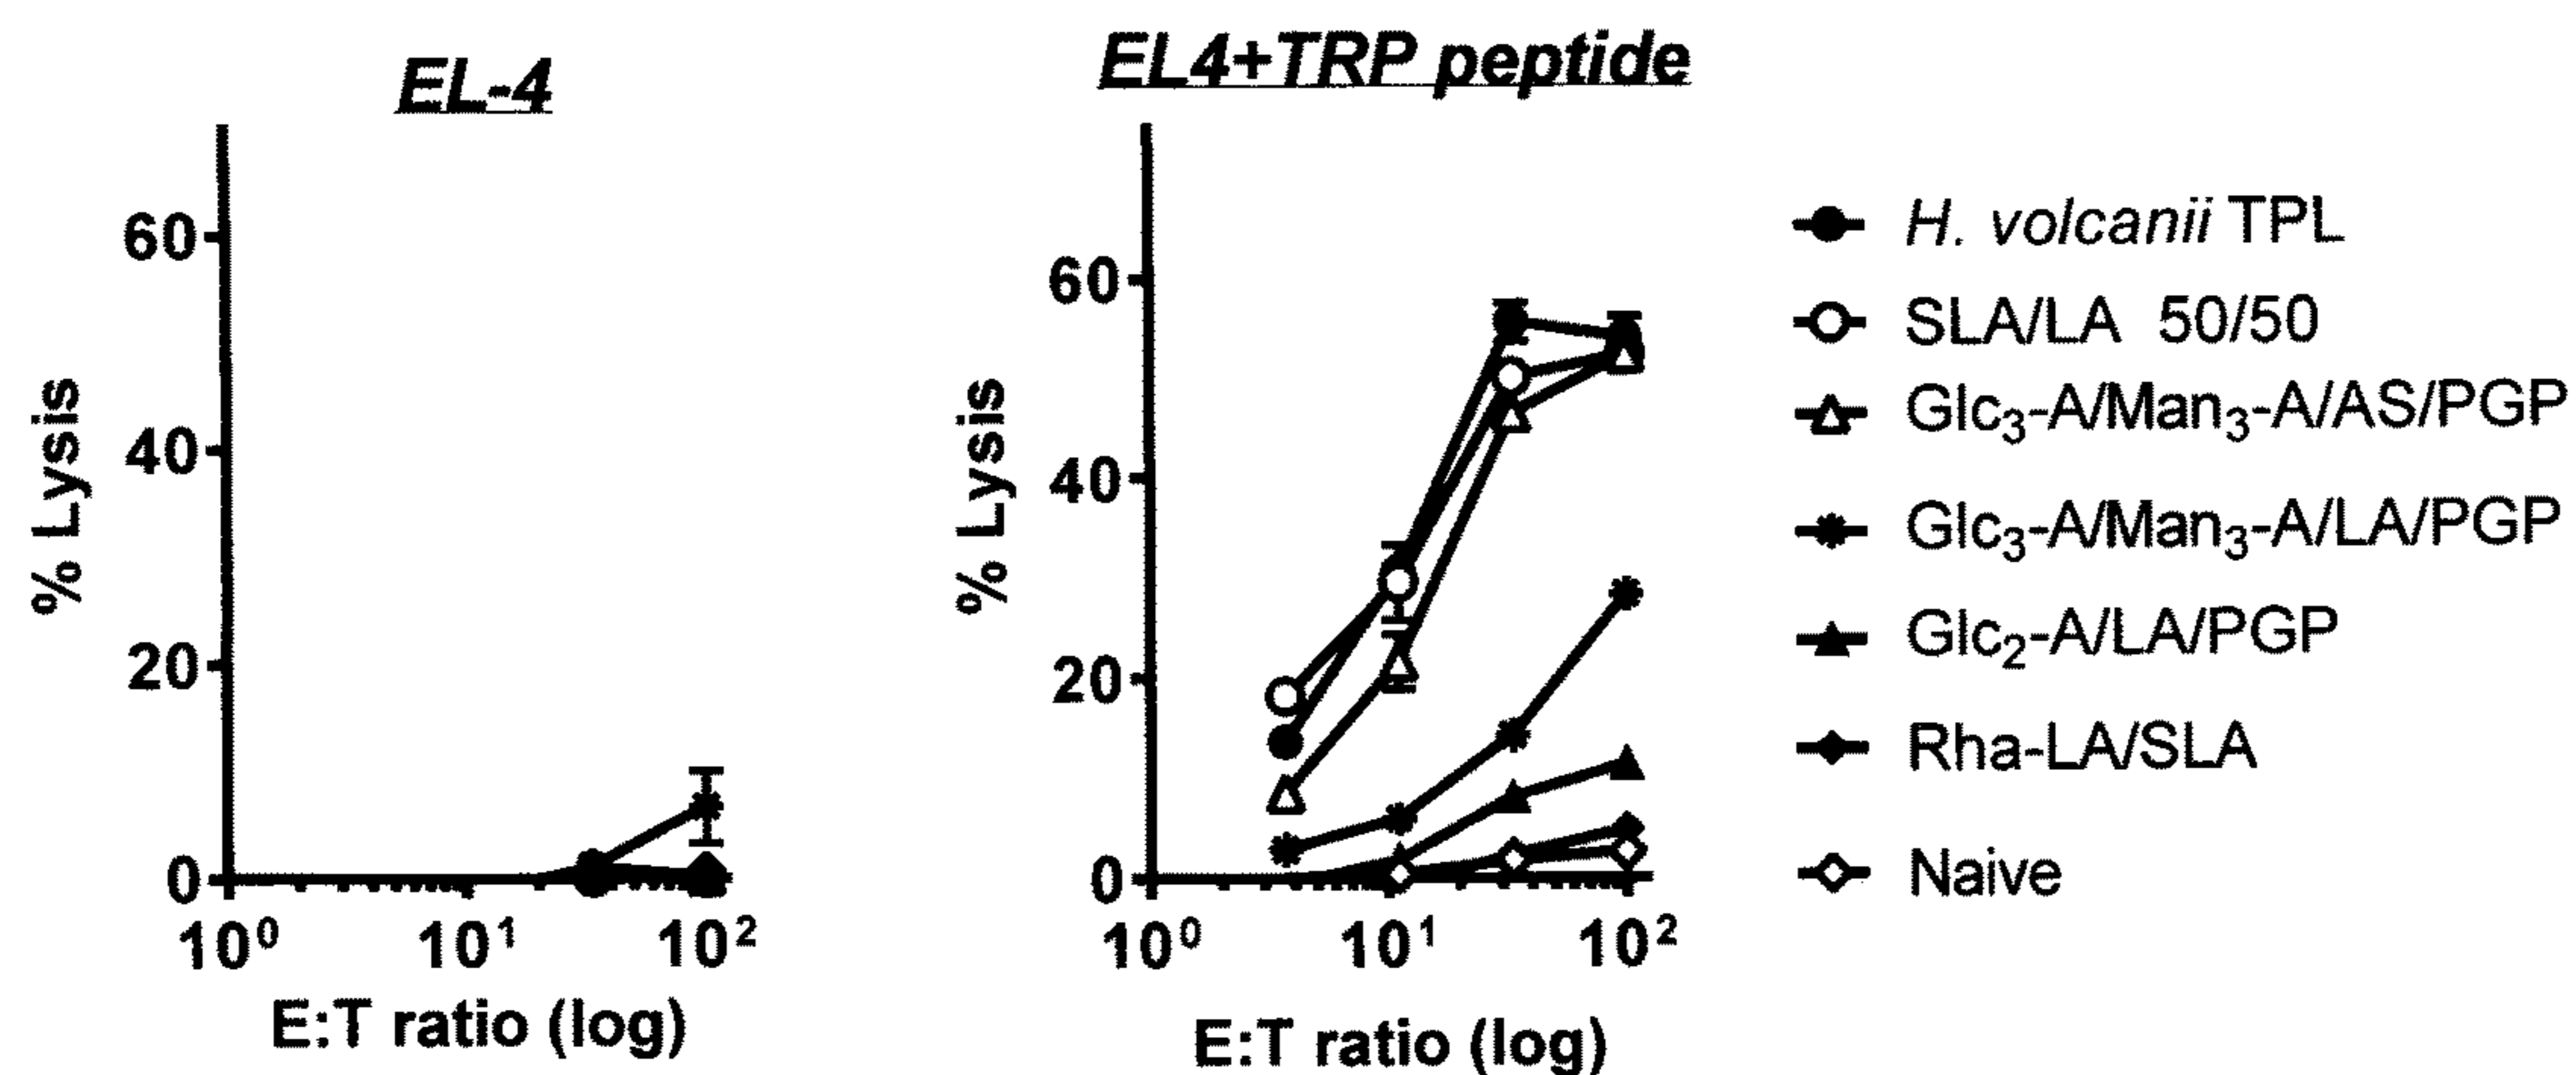 EL-4
% Lysis
60
40
20
0
10⁰ 10¹ 10²
E:T ratio (log)
EL4+TRP peptide
% Lysis
60
40
20
0
10⁰ 10¹ 10²
E:T ratio (log)
H. volcanii TPL
SLA/LA 50/50
Glc₃-A/Man₃-A/AS/PGP
Glc₃-A/Man₃-A/LA/PGP
Glc₂-A/LA/PGP
Rha-LA/SLA
Naive